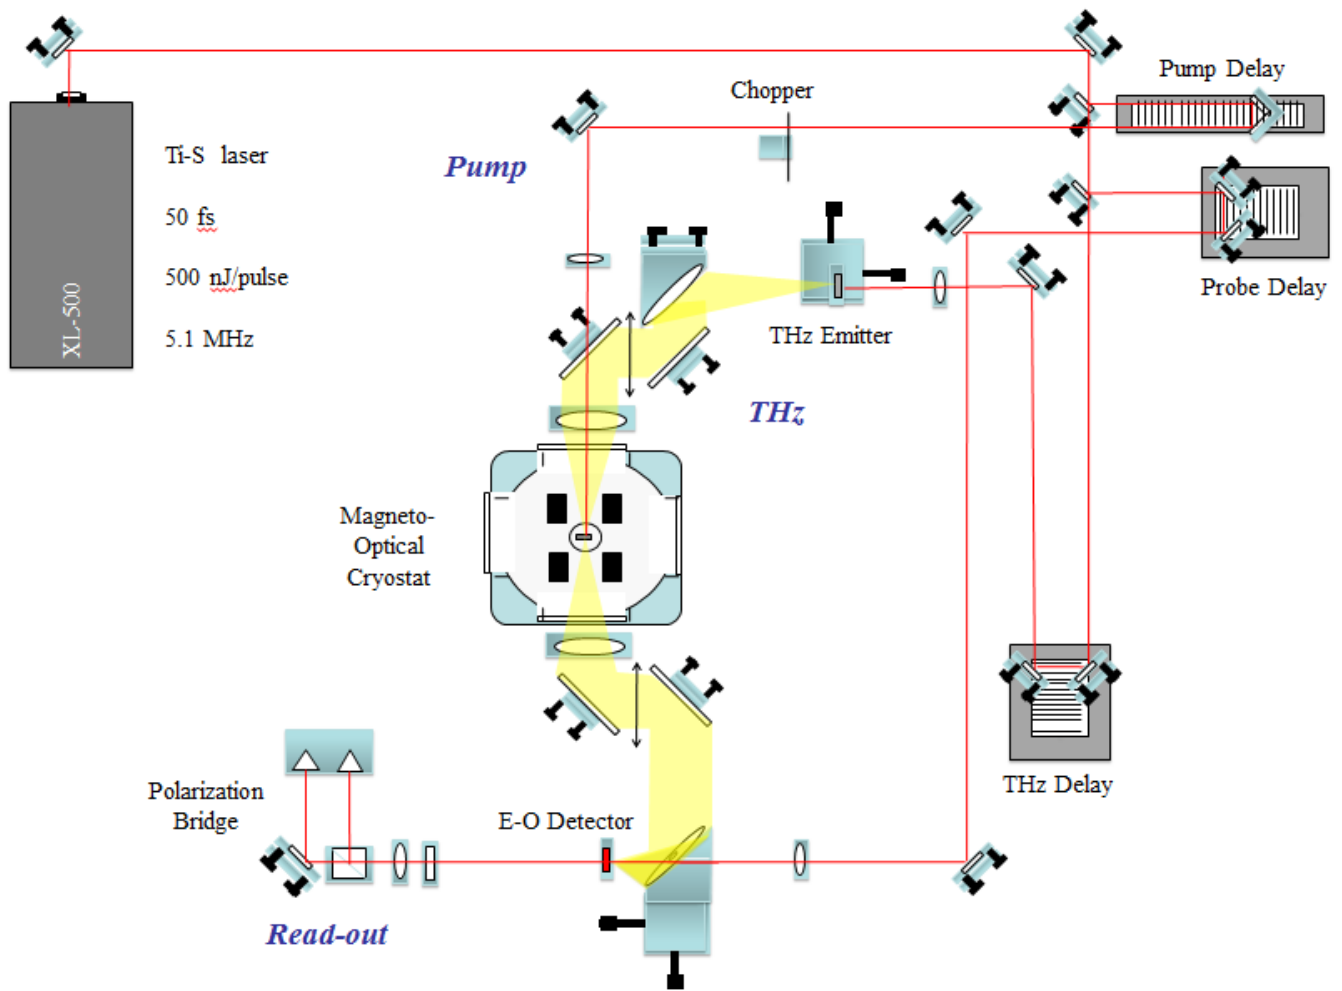 Pump Delay
Chopper
Ti-S laser
Pump
50 fs
500 nJ/pulse
Probe Delay
XL-500
5.1 MHz
THz Emitter
THz
Magneto-
Optical
Cryostat
THz Delay
Polarization
Bridge
E-O Detector
Read-out